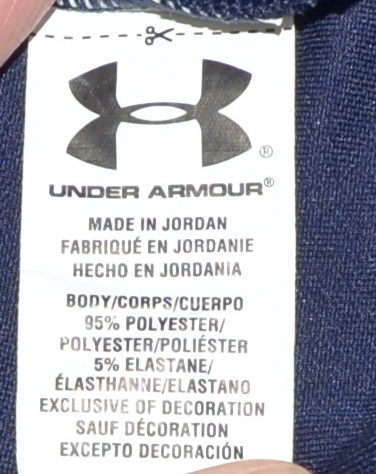 ®
UNDER ARMOUR®
MADE IN JORDAN
FABRIQUÉ EN JORDANIE
HECHO EN JORDANIA
BODY/CORPS/CUERPO
95% POLYESTER/
POLYESTER/POLIÉSTER
5% ELASTANE/
ÉLASTHANNE/ELASTANO
EXCLUSIVE OF DECORATION
SAUF DÉCORATION
EXCEPTO DECORACIÓN